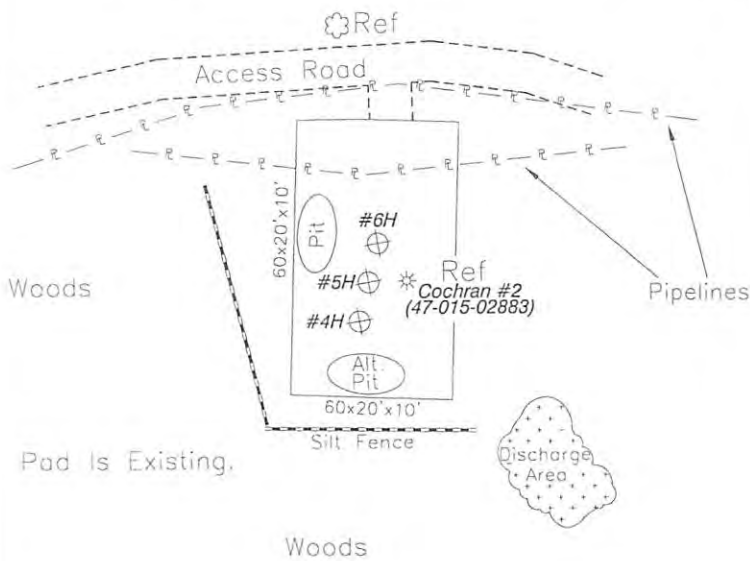 Ref
Access Road
#6H
Pit
60x20'x10'
#5H
Ref
Cochran #2
(47-015-02883)
Woods
Pipelines
#4H
Alt.
Pit
60x20'x10'
Silt Fence
Pad Is Existing.
Discharge
Area
Woods